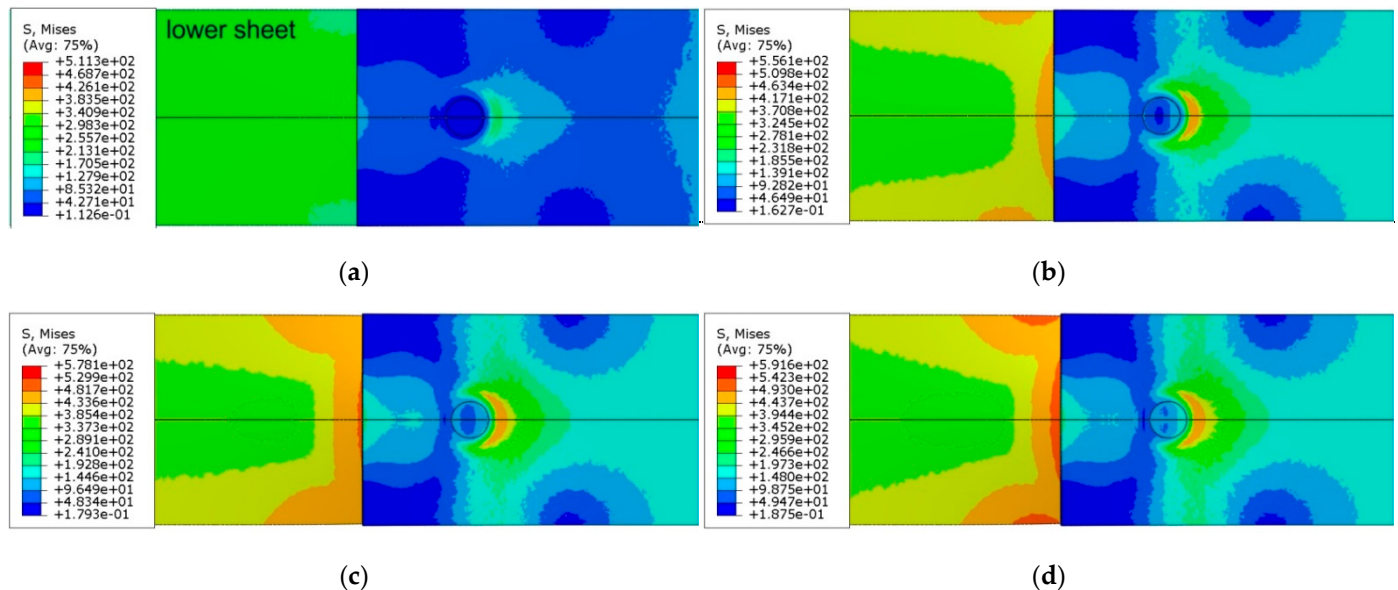 S, Mises
(Avg: 75%)
+5.113e+02
+4.687e+02
+4.261e+02
+3.835e+02
+3.409e+02
+2.983e+02
+2.557e+02
+2.131e+02
+1.705e+02
+1.279e+02
+8.532e+01
+4.271e+01
+1.126e-01
lower sheet
(a)
S, Mises
(Avg: 75%)
+5.561e+02
+5.098e+02
+4.634e+02
+4.171e+02
+3.708e+02
+3.245e+02
+2.781e+02
+2.318e+02
+1.855e+02
+1.391e+02
+9.282e+01
+4.649e+01
+1.627e-01
(b)
S, Mises
(Avg: 75%)
+5.781e+02
+5.299e+02
+4.817e+02
+4.336e+02
+3.854e+02
+3.373e+02
+2.891e+02
+2.410e+02
+1.928e+02
+1.446e+02
+9.649e+01
+4.834e+01
+1.793e-01
(c)
S, Mises
(Avg: 75%)
+5.916e+02
+5.423e+02
+4.930e+02
+4.437e+02
+3.944e+02
+3.452e+02
+2.959e+02
+2.466e+02
+1.973e+02
+1.480e+02
+9.875e+01
+4.947e+01
+1.875e-01
(d)